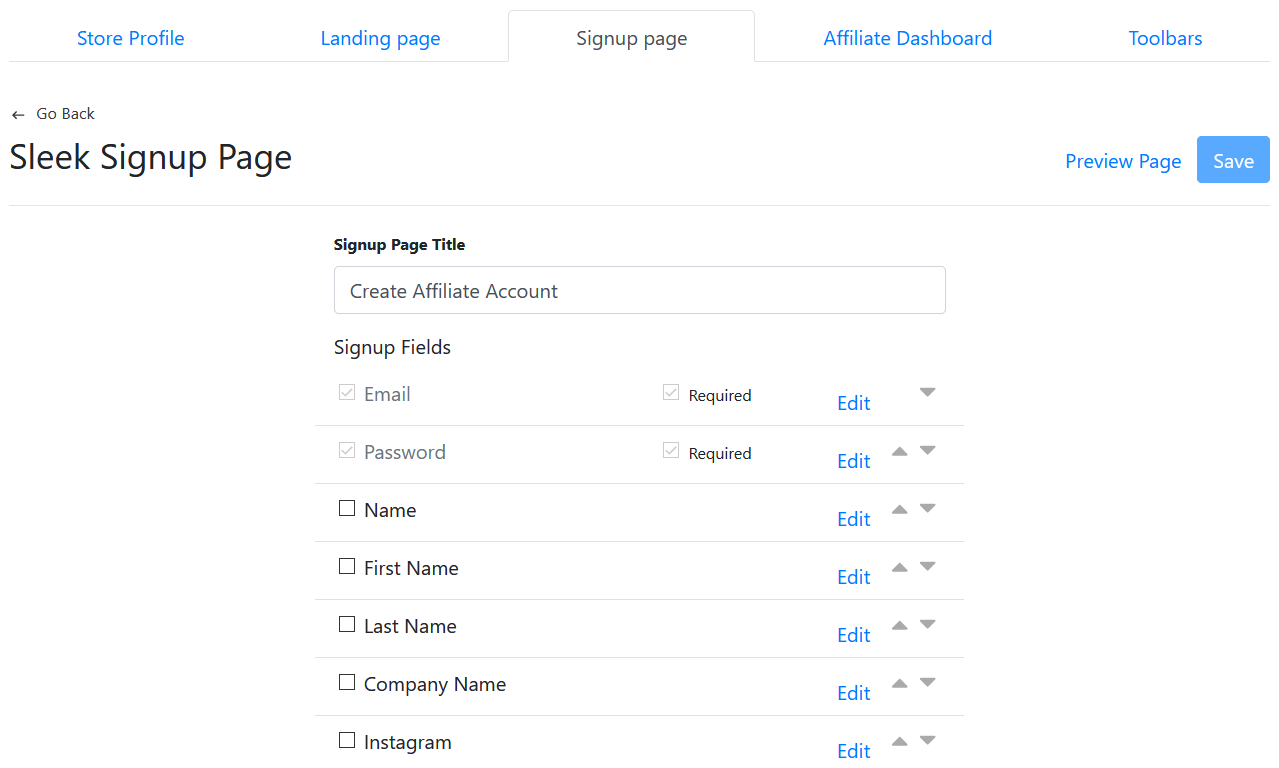 Store Profile Landing page Signup page Affiliate Dashboard Toolbars
← Go Back
Sleek Signup Page
Preview Page Save
Signup Page Title
Create Affiliate Account
Signup Fields
Email Required Edit
Password Required Edit
Name Edit
First Name Edit
Last Name Edit
Company Name Edit
Instagram Edit